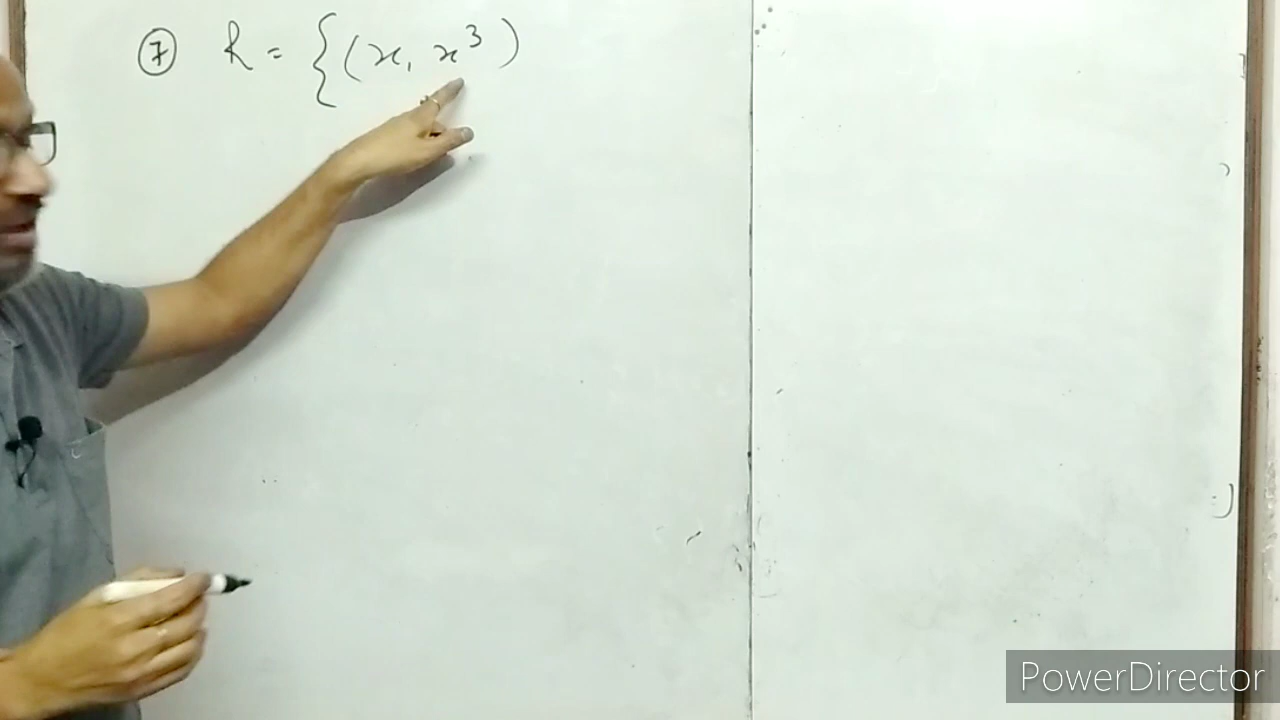 ⑦ R = {(x, x³)
PowerDirector